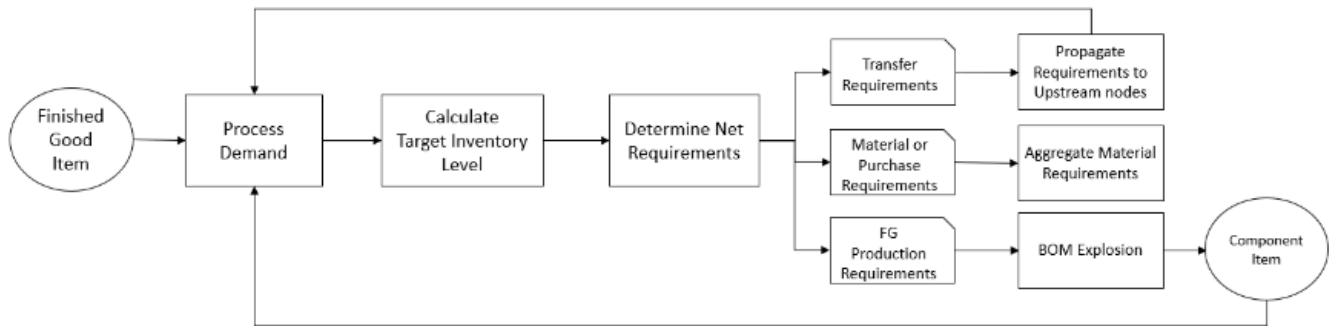 Finished
Good
Item
Process
Demand
Calculate
Target Inventory
Level
Determine Net
Requirements
Transfer
Requirements
Propagate
Requirements to
Upstream nodes
Material or
Purchase
Requirements
Aggregate Material
Requirements
FG
Production
Requirements
BOM Explosion
Component
Item